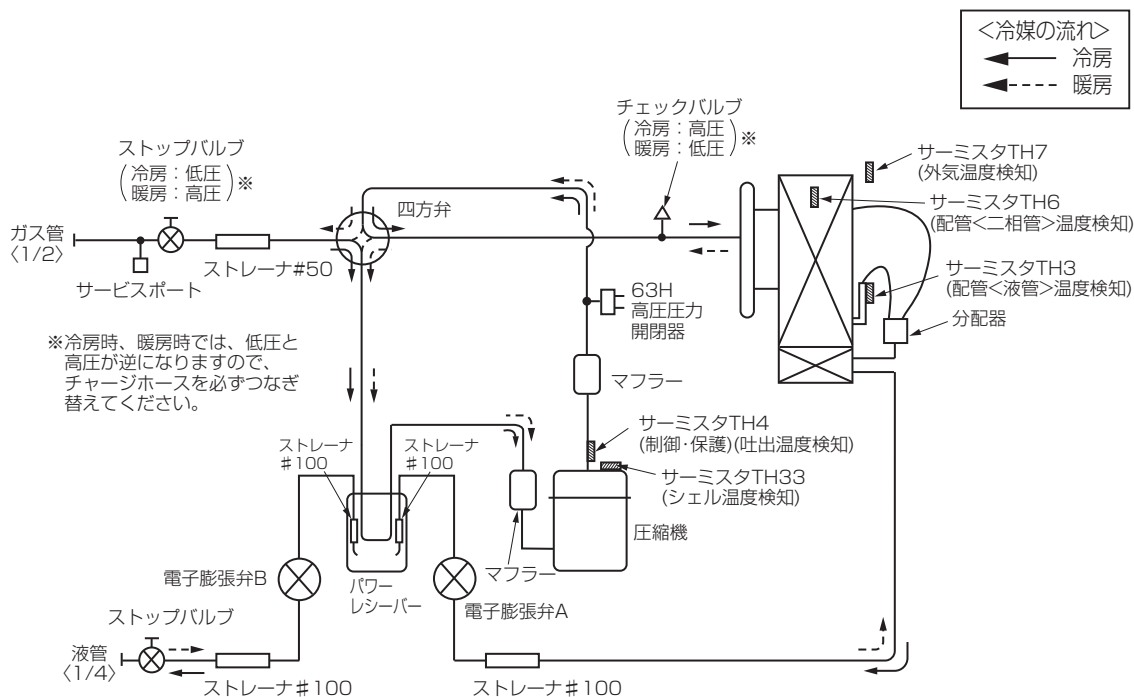 <冷媒の流れ>
冷房
暖房
チェックバルブ
(冷房：高圧
暖房：低圧)※
ストップバルブ
(冷房：低圧
暖房：高圧)※
サーミスタTH7
(外気温度検知)
サーミスタTH6
(配管<二相管>温度検知)
四方弁
ガス管
〈1/2〉
ストレーナ#50
サービスポート
サーミスタTH3
(配管<液管>温度検知)
分配器
63H
高圧圧力
開閉器
※冷房時、暖房時では、低圧と
高圧が逆になりますので、
チャージホースを必ずつなぎ
替えてください。
マフラー
サーミスタTH4
(制御・保護)(吐出温度検知)
ストレーナ
＃100
ストレーナ
＃100
サーミスタTH33
(シェル温度検知)
圧縮機
マフラー
電子膨張弁B
パワー
レシーバー
電子膨張弁A
ストップバルブ
液管
〈1/4〉
ストレーナ＃100
ストレーナ＃100